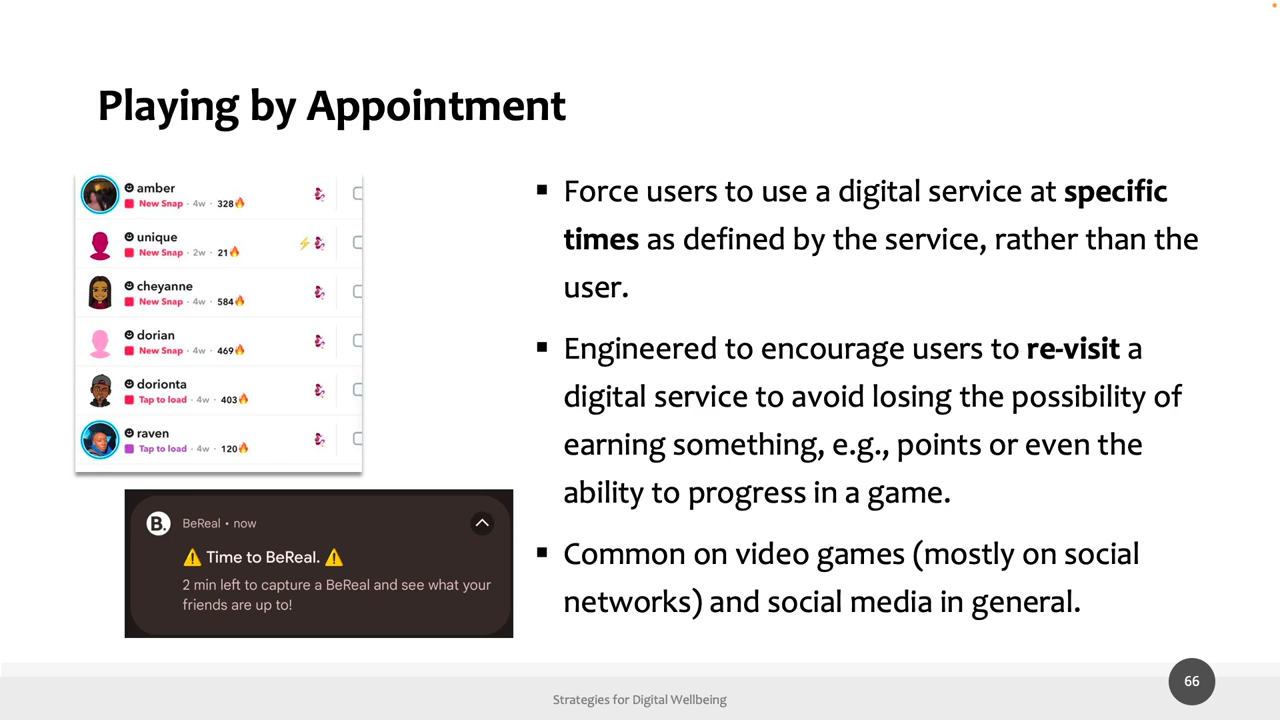 Playing by Appointment
amber
New Snap · 4w · 328🔥
unique
New Snap · 2w · 21🔥
cheyanne
New Snap · 4w · 584🔥
dorian
New Snap · 4w · 469🔥
dorionta
Tap to load · 4w · 403🔥
raven
Tap to load · 4w · 120🔥
B. BeReal • now
⚠️ Time to BeReal. ⚠️
2 min left to capture a BeReal and see what your
friends are up to!
▪ Force users to use a digital service at specific
times as defined by the service, rather than the
user.
▪ Engineered to encourage users to re-visit a
digital service to avoid losing the possibility of
earning something, e.g., points or even the
ability to progress in a game.
▪ Common on video games (mostly on social
networks) and social media in general.
Strategies for Digital Wellbeing
66